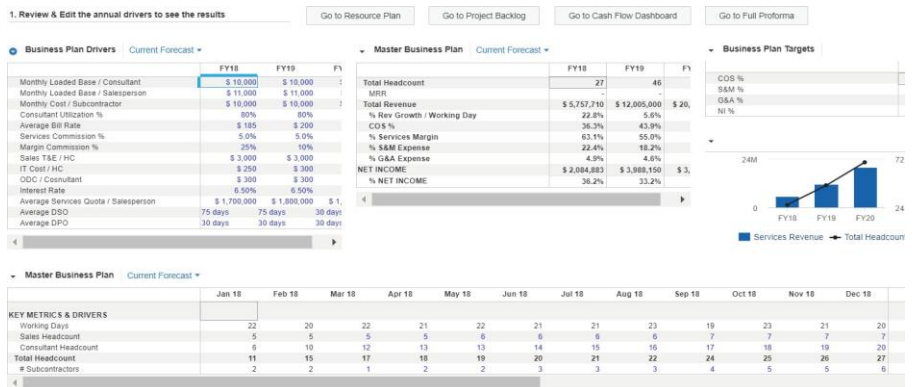 1. Review & Edit the annual drivers to see the results
Go to Resource Plan
Go to Project Backlog
Go to Cash Flow Dashboard
Go to Full Proforma
Business Plan Drivers Current Forecast
FY18 FY19 FY
Monthly Loaded Base / Consultant $ 10,000 $ 10,000
Monthly Loaded Base / Salesperson $ 11,000 $ 11,000
Monthly Cost / Subcontractor $ 10,000 $ 10,000
Consultant Utilization % 80% 80%
Average Bill Rate $ 185 $ 200
Services Commission % 5.0% 5.0%
Margin Commission % 25% 10%
Sales T&E / HC $ 3,000 $ 3,000
IT Cost / HC $ 250 $ 300
ODC / Cosnultant $ 300 $ 300
Interest Rate 6.50% 6.50%
Average Services Quota / Salesperson $ 1,700,000 $ 1,800,000 $ 1,
Average DSO 75 days 75 days 30 days
Average DPO 30 days 30 days 30 days
Master Business Plan Current Forecast
FY18 FY19 FY
Total Headcount 27 46
MRR - -
Total Revenue $ 5,757,710 $ 12,005,000 $ 20,
% Rev Growth / Working Day 22.8% 5.6%
COS % 36.3% 43.9%
% Services Margin 63.1% 55.0%
% S&M Expense 22.4% 18.2%
% G&A Expense 4.9% 4.6%
NET INCOME $ 2,084,883 $ 3,988,150 $ 3,
% NET INCOME 36.2% 33.2%
Business Plan Targets
COS %
S&M %
G&A %
NI %
24M 72
0 24
FY18 FY19 FY20
Services Revenue Total Headcoun
Master Business Plan Current Forecast
Jan 18 Feb 18 Mar 18 Apr 18 May 18 Jun 18 Jul 18 Aug 18 Sep 18 Oct 18 Nov 18 Dec 18
KEY METRICS & DRIVERS
Working Days 22 20 22 21 22 21 21 23 19 23 21 20
Sales Headcount 5 5 5 5 6 6 6 6 7 7 7 7
Consultant Headcount 6 10 12 13 13 14 15 16 17 18 19 20
Total Headcount 11 15 17 18 19 20 21 22 24 25 26 27
# Subcontractors 2 2 1 2 2 3 3 3 4 5 5 6